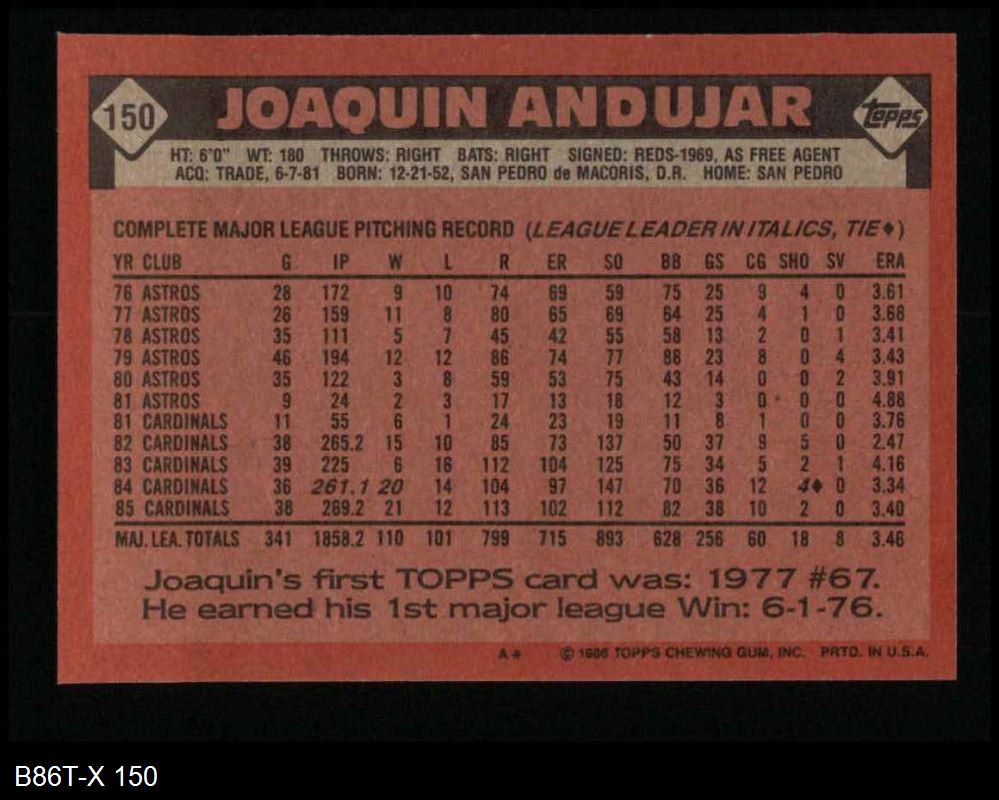 150 JOAQUIN ANDUJAR Topps
HT: 6'0" WT: 180 THROWS: RIGHT BATS: RIGHT SIGNED: REDS-1969, AS FREE AGENT
ACQ: TRADE, 6-7-81 BORN: 12-21-52, SAN PEDRO de MACORIS, D.R. HOME: SAN PEDRO
COMPLETE MAJOR LEAGUE PITCHING RECORD (LEAGUE LEADER IN ITALICS, TIE♦)
YR CLUB G IP W L R ER SO BB GS CG SHO SV ERA
76 ASTROS 28 172 9 10 74 69 59 75 25 9 4 0 3.61
77 ASTROS 26 159 11 8 80 65 69 64 25 4 1 0 3.68
78 ASTROS 35 111 5 7 45 42 55 58 13 2 0 1 3.41
79 ASTROS 46 194 12 12 86 74 77 88 23 8 0 4 3.43
80 ASTROS 35 122 3 8 59 53 75 43 14 0 0 2 3.91
81 ASTROS 9 24 2 3 17 13 18 12 3 0 0 0 4.88
81 CARDINALS 11 55 6 1 24 23 19 11 8 1 0 0 3.76
82 CARDINALS 38 265.2 15 10 85 73 137 50 37 9 5 0 2.47
83 CARDINALS 39 225 6 16 112 104 125 75 34 5 2 1 4.16
84 CARDINALS 36 261.1 20 14 104 97 147 70 36 12 4♦ 0 3.34
85 CARDINALS 38 269.2 21 12 113 102 112 82 38 10 2 0 3.40
MAJ. LEA. TOTALS 341 1858.2 110 101 799 715 893 628 256 60 18 8 3.46
Joaquin's first TOPPS card was: 1977 #67.
He earned his 1st major league Win: 6-1-76.
A* © 1986 TOPPS CHEWING GUM, INC. PRTD. IN U.S.A.
B86T-X 150